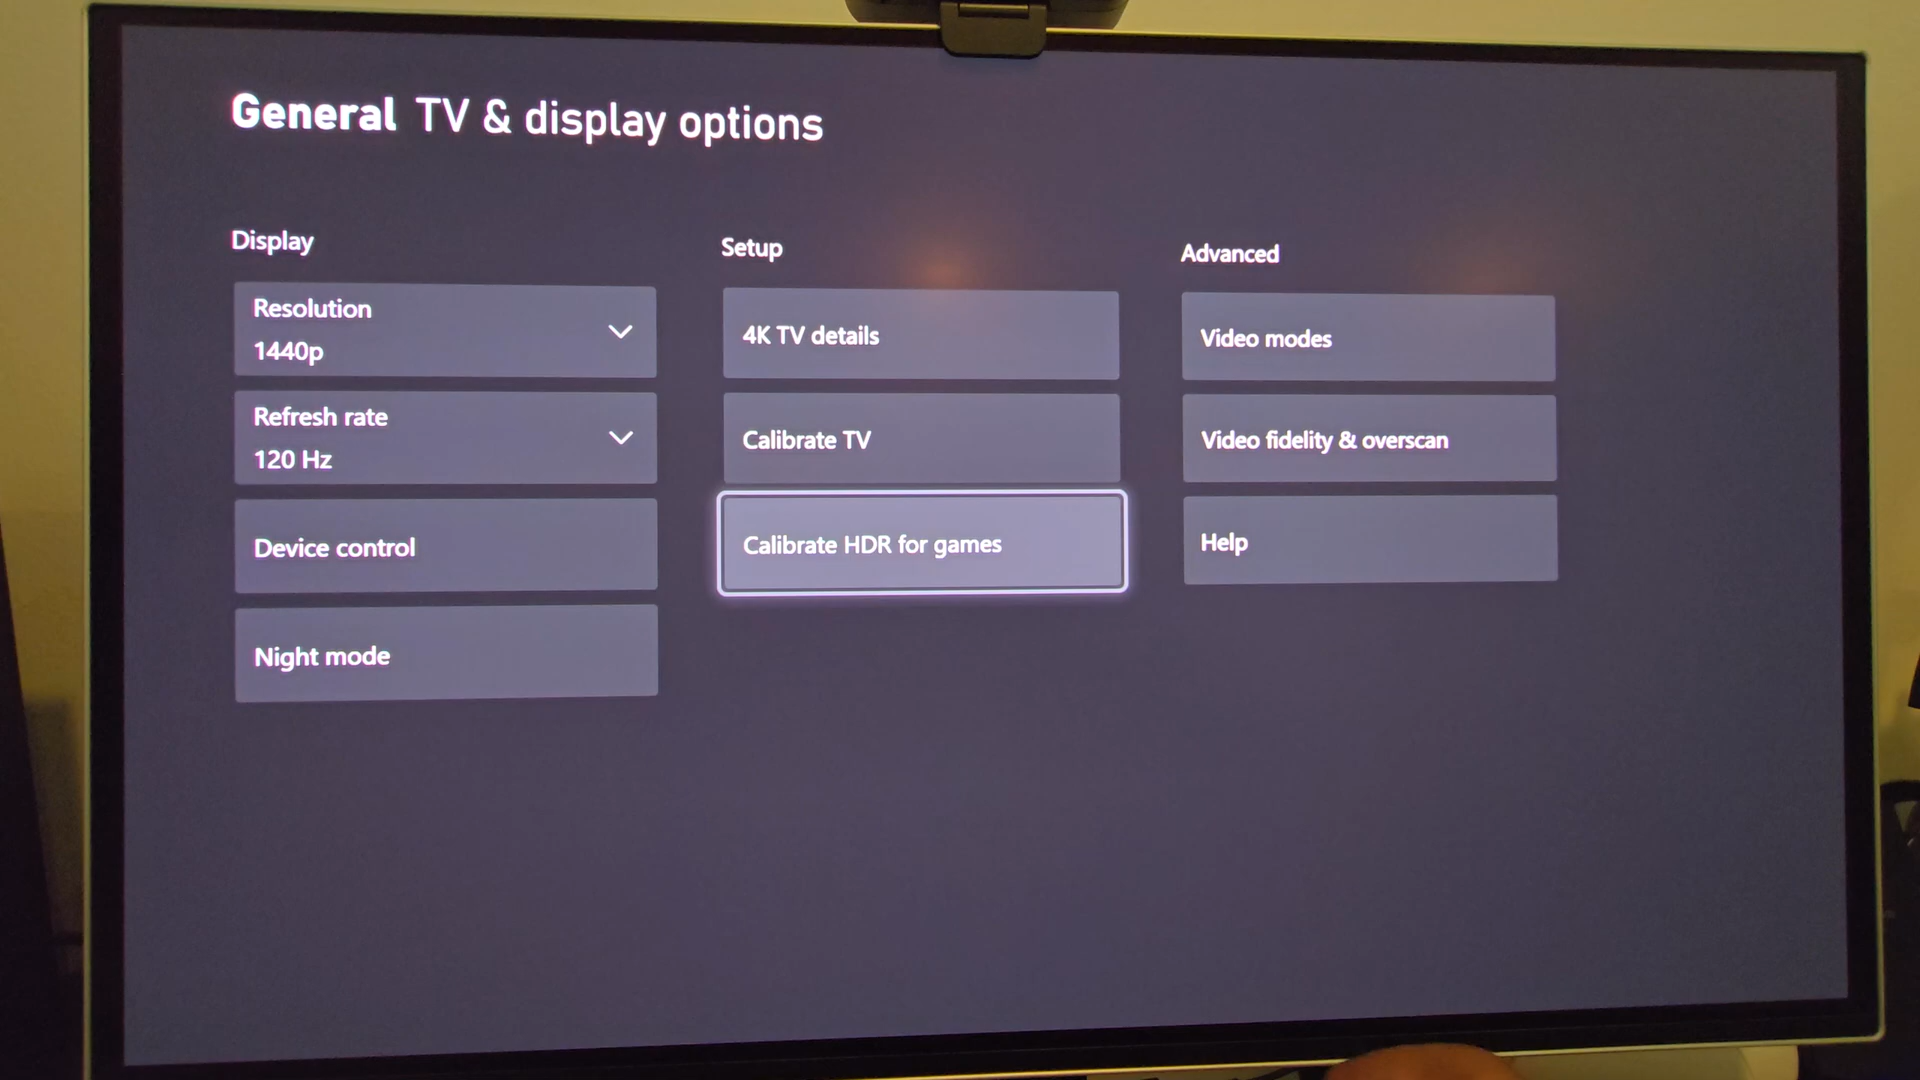 General TV & display options
Display
Resolution
1440p
Refresh rate
120 Hz
Device control
Night mode
Setup
4K TV details
Calibrate TV
Calibrate HDR for games
Advanced
Video modes
Video fidelity & overscan
Help